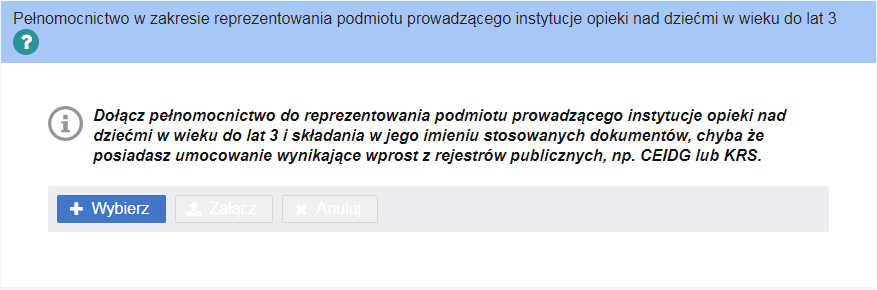 Pełnomocnictwo w zakresie reprezentowania podmiotu prowadzącego instytucje opieki nad dziećmi w wieku do lat 3
?
Dołącz pełnomocnictwo do reprezentowania podmiotu prowadzącego instytucje opieki nad
dziećmi w wieku do lat 3 i składania w jego imieniu stosowanych dokumentów, chyba że
posiadasz umocowanie wynikające wprost z rejestrów publicznych, np. CEIDG lub KRS.
Wybierz Załącz Anuluj